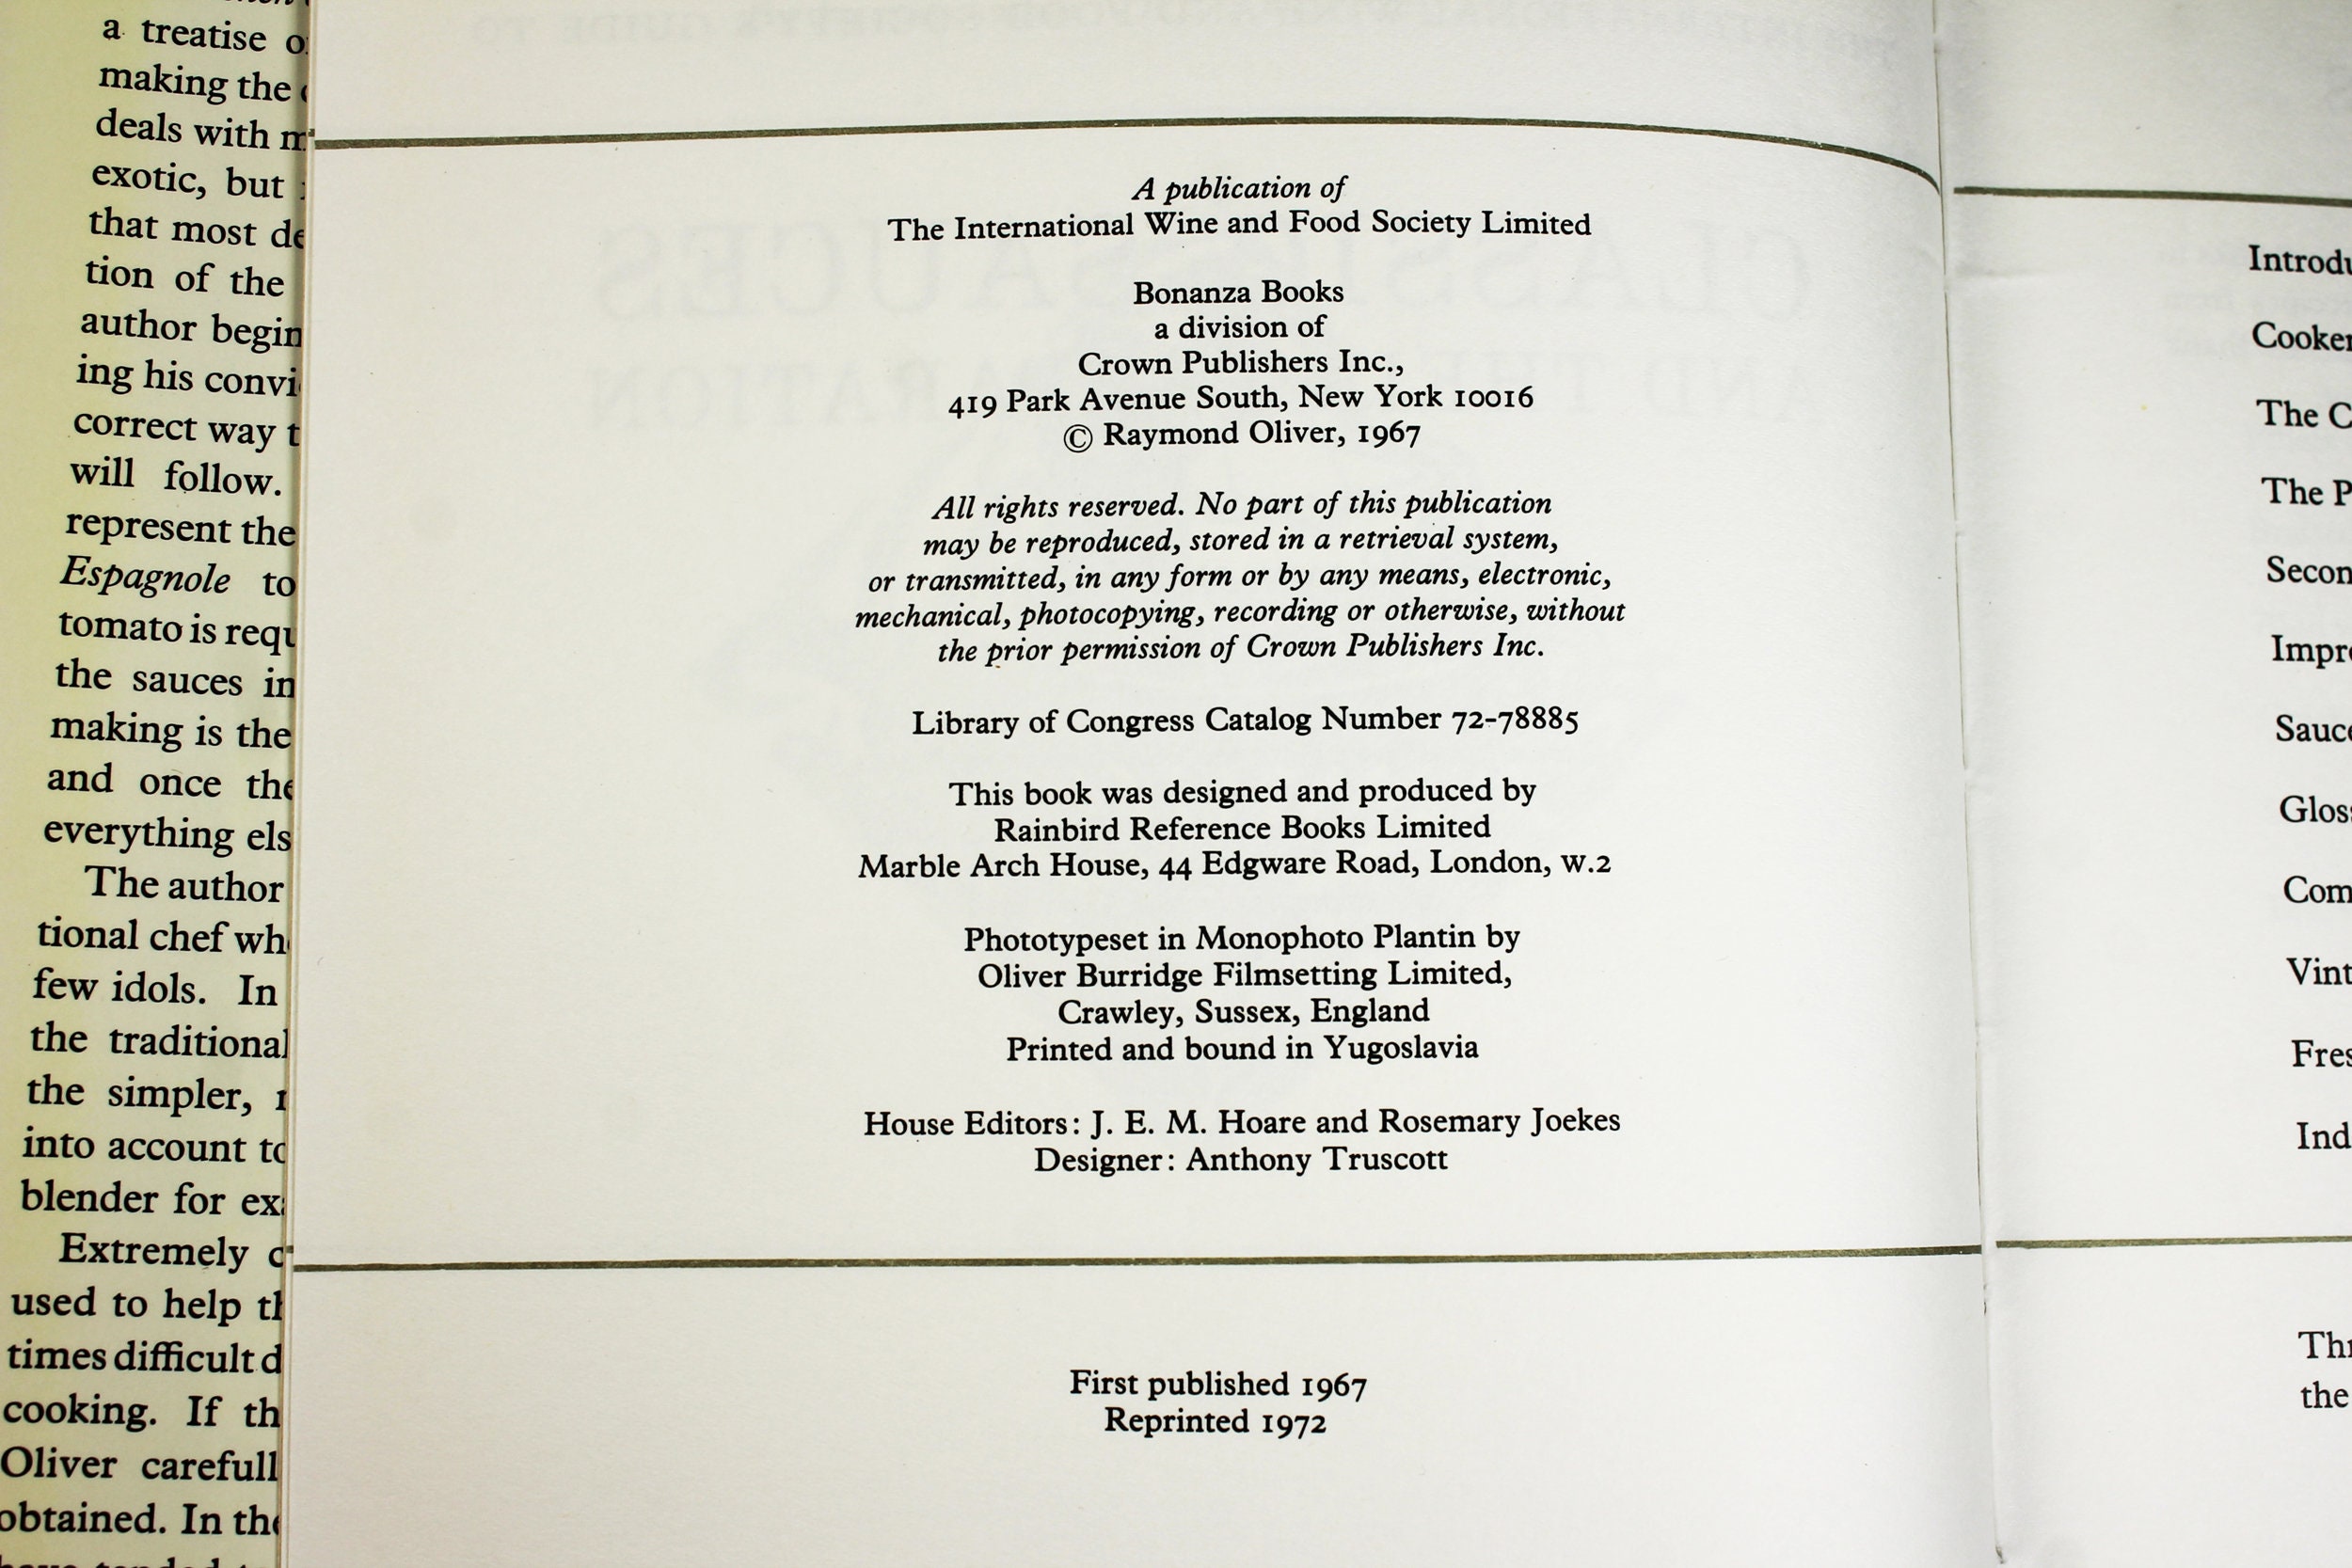 a treatise
making the
deals with
exotic, but
that most
tion of the
author
ing his
correct way
will follow.
represent the
Espagnole to
tomato is
the sauces in
making is the
and once
everything
The author
tional chef
few idols. In
the traditional
the simpler,
into account
blender for
Extremely
used to help
times difficult
cooking. If
Oliver
obtained. In
A publication of
The International Wine and Food Society Limited
Bonanza Books
a division of
Crown Publishers Inc.,
419 Park Avenue South, New York 10016
© Raymond Oliver, 1967
All rights reserved. No part of this publication
may be reproduced, stored in a retrieval system,
or transmitted, in any form or by any means, electronic,
mechanical, photocopying, recording or otherwise, without
the prior permission of Crown Publishers Inc.
Library of Congress Catalog Number 72-78885
This book was designed and produced by
Rainbird Reference Books Limited
Marble Arch House, 44 Edgware Road, London, W.2
Phototypeset in Monophoto Plantin by
Oliver Burridge Filmsetting Limited,
Crawley, Sussex, England
Printed and bound in Yugoslavia
House Editors: J. E. M. Hoare and Rosemary Joekes
Designer: Anthony Truscott
First published 1967
Reprinted 1972
The
The
the